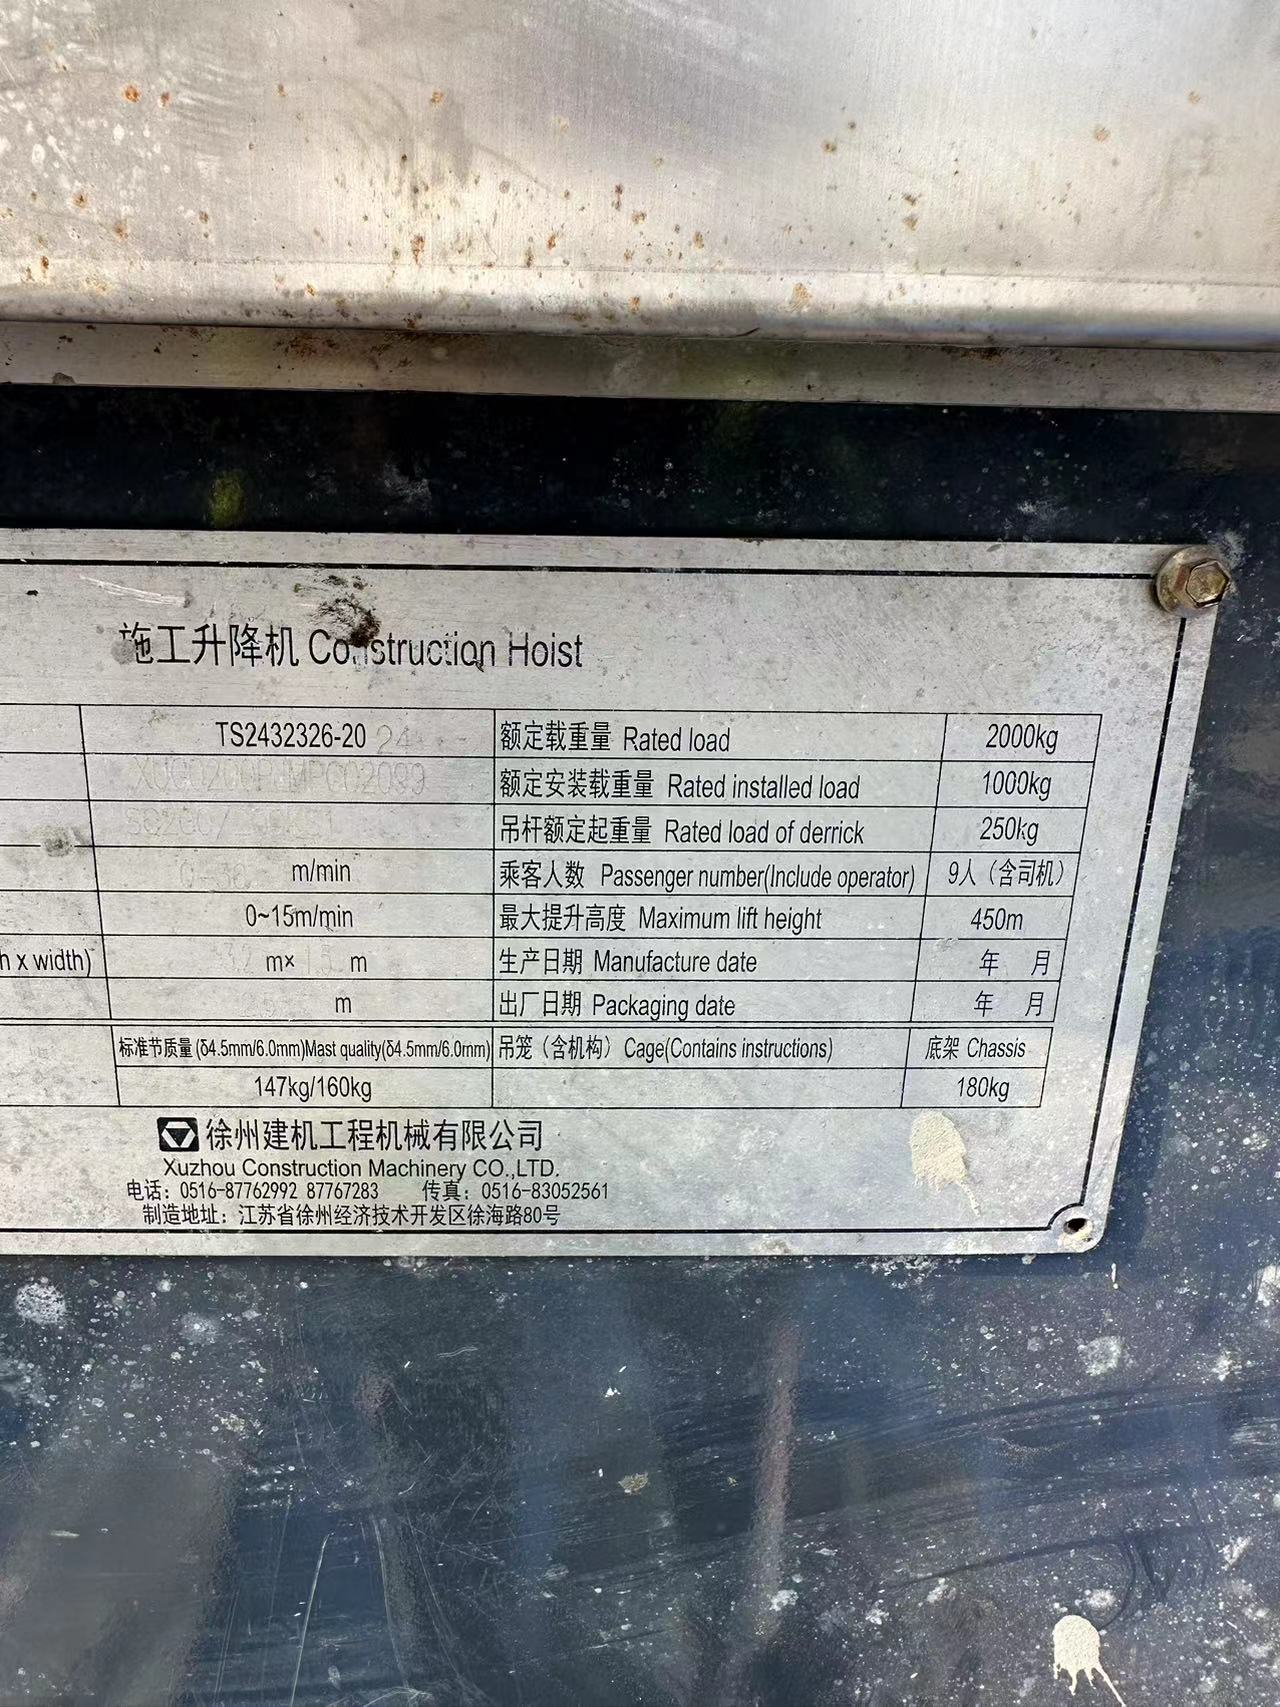 施工升降机 Construction Hoist
TS2432326-20 24 额定载重量 Rated load 2000kg
额定安装载重量 Rated installed load 1000kg
吊杆额定起重量 Rated load of derrick 250kg
m/min 乘客人数 Passenger number(Include operator) 9人（含司机）
0~15m/min 最大提升高度 Maximum lift height 450m
h x width) m× m 生产日期 Manufacture date 年 月
m 出厂日期 Packaging date 年 月
标准节质量(δ4.5mm/6.0mm)Mast quality(δ4.5mm/6.0mm) 吊笼（含机构） Cage(Contains instructions) 底架 Chassis
147kg/160kg 180kg
徐州建机工程机械有限公司
Xuzhou Construction Machinery CO.,LTD.
电话：0516-87762992 87767283 传真：0516-83052561
制造地址：江苏省徐州经济技术开发区徐海路80号